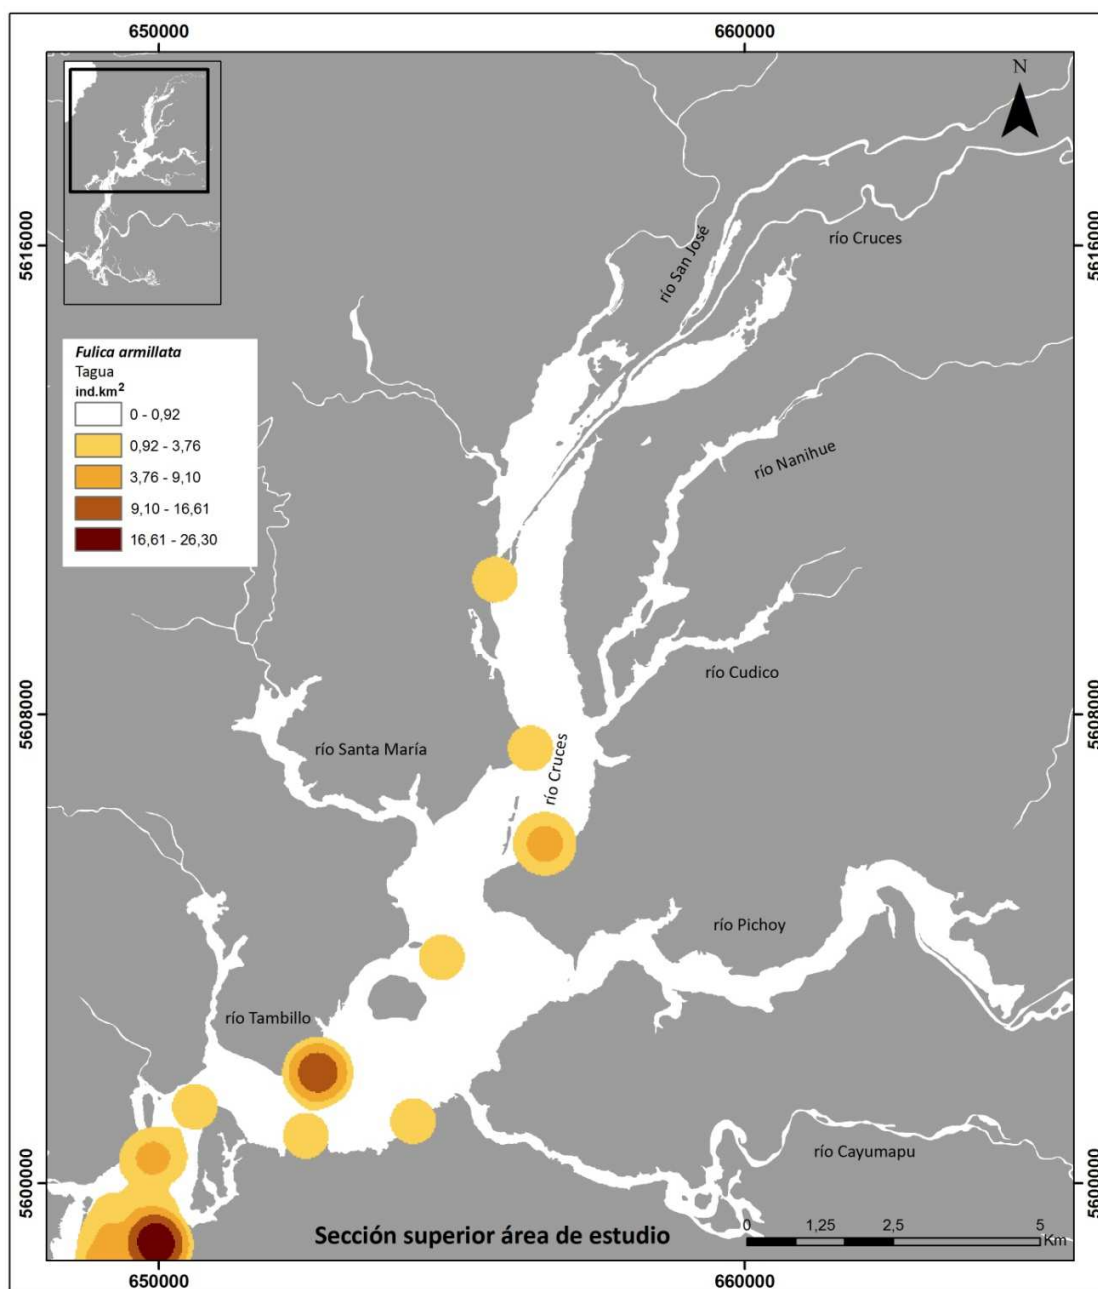 650000
660000
N
5616000
5616000
río San José
río Cruces
Fulica armillata
Tagua
ind.km²
0 - 0,92
0,92 - 3,76
3,76 - 9,10
9,10 - 16,61
16,61 - 26,30
río Nanihue
río Cudico
5608000
5608000
río Santa María
río Cruces
río Pichoy
río Tambillo
río Cayumapu
5600000
5600000
Sección superior área de estudio
0 1,25 2,5 5
Km
650000
660000